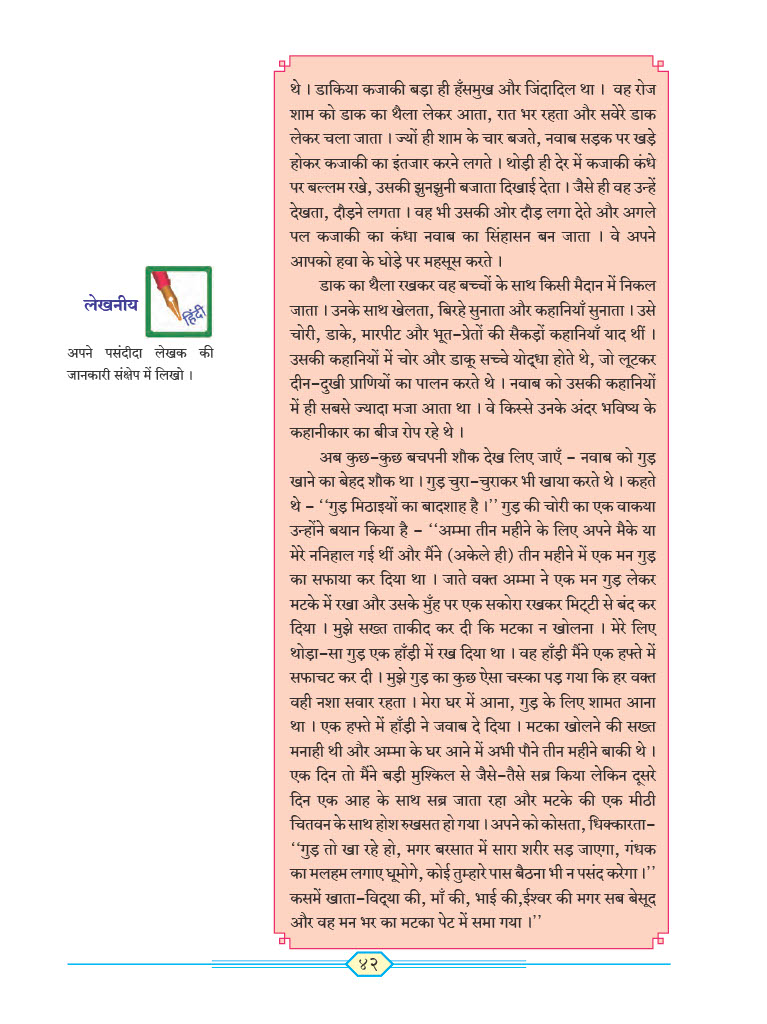 थे । डाकिया कजाकी बड़ा ही हँसमुख और जिंदादिल था । वह रोज
शाम को डाक का थैला लेकर आता, रात भर रहता और सवेरे डाक
लेकर चला जाता । ज्यों ही शाम के चार बजते, नवाब सड़क पर खड़े
होकर कजाकी का इंतजार करने लगते । थोड़ी ही देर में कजाकी कंधे
पर बल्लम रखे, उसकी झुनझुनी बजाता दिखाई देता । जैसे ही वह उन्हें
देखता, दौड़ने लगता । वह भी उसकी ओर दौड़ लगा देते और अगले
पल कजाकी का कंधा नवाब का सिंहासन बन जाता । वे अपने
आपको हवा के घोड़े पर महसूस करते ।
डाक का थैला रखकर वह बच्चों के साथ किसी मैदान में निकल
जाता । उनके साथ खेलता, बिरहे सुनाता और कहानियाँ सुनाता । उसे
चोरी, डाके, मारपीट और भूत-प्रेतों की सैकड़ों कहानियाँ याद थीं ।
उसकी कहानियों में चोर और डाकू सच्चे योद्धा होते थे, जो लूटकर
दीन-दुखी प्राणियों का पालन करते थे । नवाब को उसकी कहानियों
में ही सबसे ज्यादा मजा आता था । वे किस्से उनके अंदर भविष्य के
कहानीकार का बीज रोप रहे थे ।
अब कुछ-कुछ बचपनी शौक देख लिए जाएँ - नवाब को गुड़
खाने का बेहद शौक था । गुड़ चुरा-चुराकर भी खाया करते थे । कहते
थे - ‘‘गुड़ मिठाइयों का बादशाह है ।’’ गुड़ की चोरी का एक वाकया
उन्होंने बयान किया है - ‘‘अम्मा तीन महीने के लिए अपने मैके या
मेरे ननिहाल गई थीं और मैंने (अकेले ही) तीन महीने में एक मन गुड़
का सफाया कर दिया था । जाते वक्त अम्मा ने एक मन गुड़ लेकर
मटके में रखा और उसके मुँह पर एक सकोरा रखकर मिट्टी से बंद कर
दिया । मुझे सख्त ताकीद कर दी कि मटका न खोलना । मेरे लिए
थोड़ा-सा गुड़ एक हाँड़ी में रख दिया था । वह हाँड़ी मैंने एक हफ्ते में
सफाचट कर दी । मुझे गुड़ का कुछ ऐसा चस्का पड़ गया कि हर वक्त
वही नशा सवार रहता । मेरा घर में आना, गुड़ के लिए शामत आना
था । एक हफ्ते में हाँड़ी ने जवाब दे दिया । मटका खोलने की सख्त
मनाही थी और अम्मा के घर आने में अभी पौने तीन महीने बाकी थे ।
एक दिन तो मैंने बड़ी मुश्किल से जैसे-तैसे सब्र किया लेकिन दूसरे
दिन एक आह के साथ सब्र जाता रहा और मटके की एक मीठी
चितवन के साथ होश रुखसत हो गया । अपने को कोसता, धिक्कारता-
‘‘गुड़ तो खा रहे हो, मगर बरसात में सारा शरीर सड़ जाएगा, गंधक
का मलहम लगाए घूमोगे, कोई तुम्हारे पास बैठना भी न पसंद करेगा ।’’
कसमें खाता-विद्या की, माँ की, भाई की,ईश्वर की मगर सब बेसूद
और वह मन भर का मटका पेट में समा गया ।’’
लेखनीय
हिंदी
अपने पसंदीदा लेखक की
जानकारी संक्षेप में लिखो ।
४२